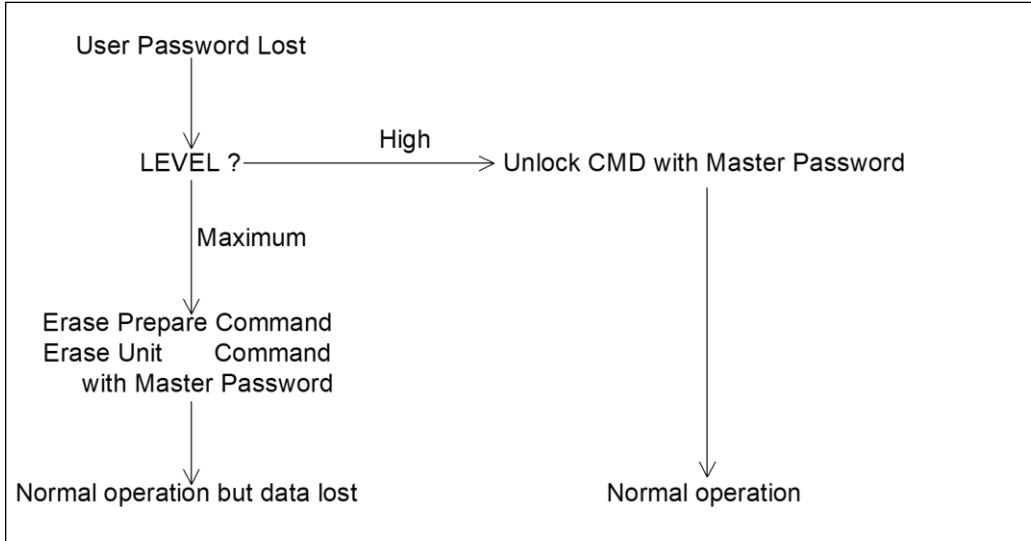 User Password Lost
LEVEL ?
High
Unlock CMD with Master Password
Maximum
Erase Prepare Command
Erase Unit Command
with Master Password
Normal operation but data lost
Normal operation